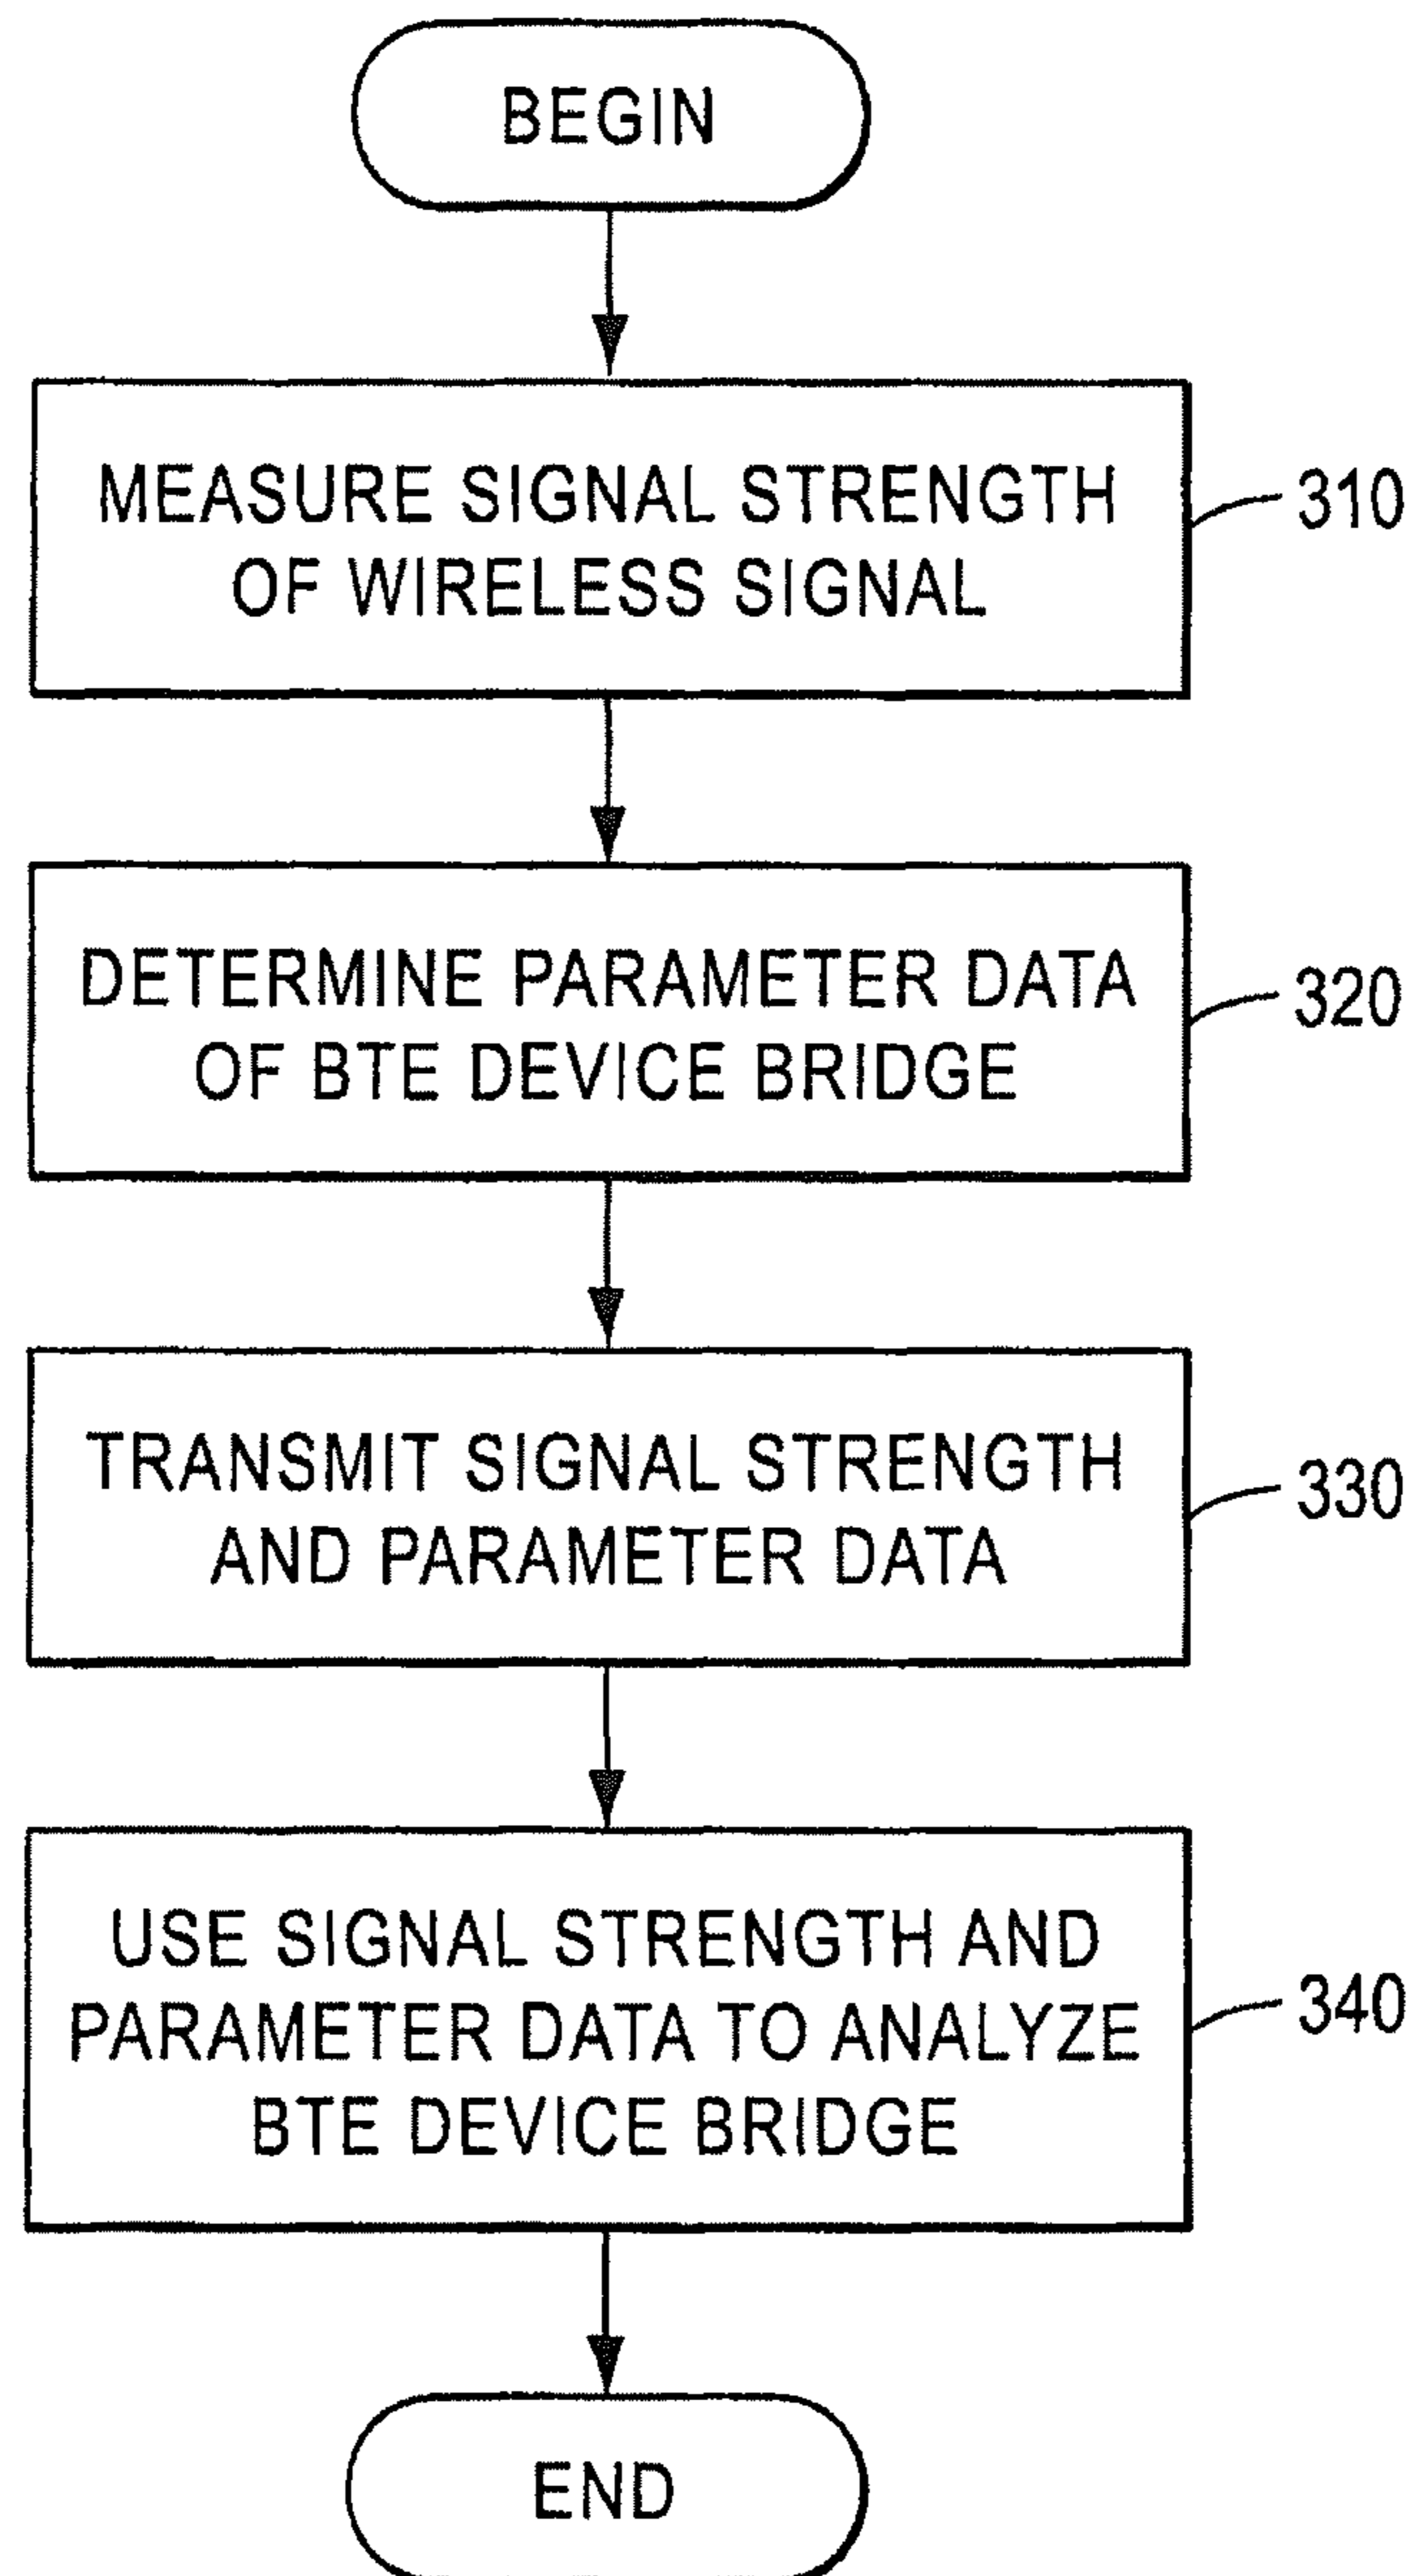 BEGIN
MEASURE SIGNAL STRENGTH
OF WIRELESS SIGNAL
310
DETERMINE PARAMETER DATA
OF BTE DEVICE BRIDGE
320
TRANSMIT SIGNAL STRENGTH
AND PARAMETER DATA
330
USE SIGNAL STRENGTH AND
PARAMETER DATA TO ANALYZE
BTE DEVICE BRIDGE
340
END